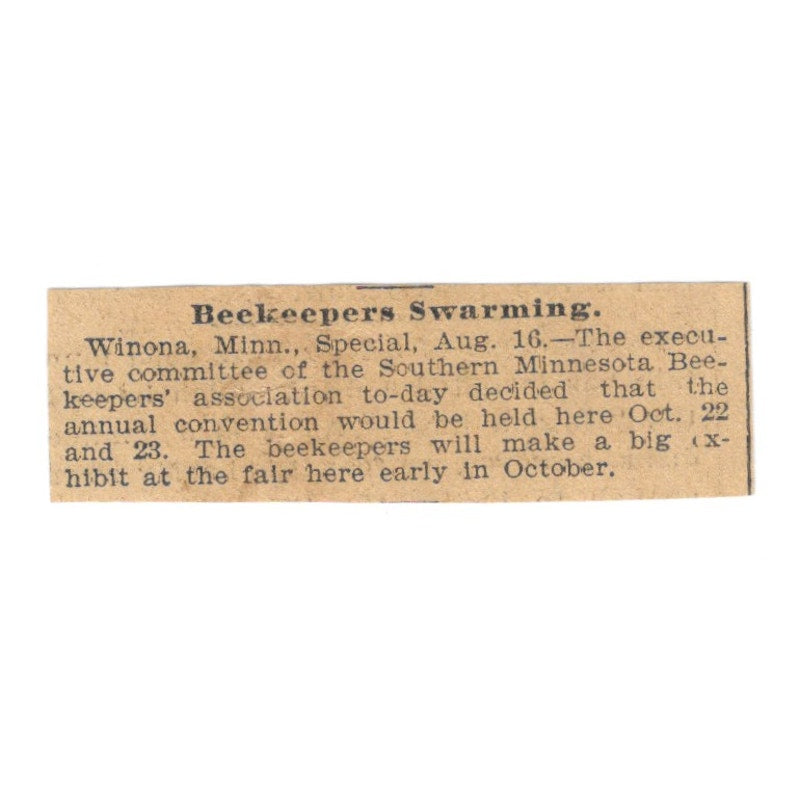 Beekeepers Swarming.
Winona, Minn., Special, Aug. 16.—The execu-
tive committee of the Southern Minnesota Bee-
keepers' association to-day decided that the
annual convention would be held here Oct. 22
and 23. The beekeepers will make a big ex-
hibit at the fair here early in October.